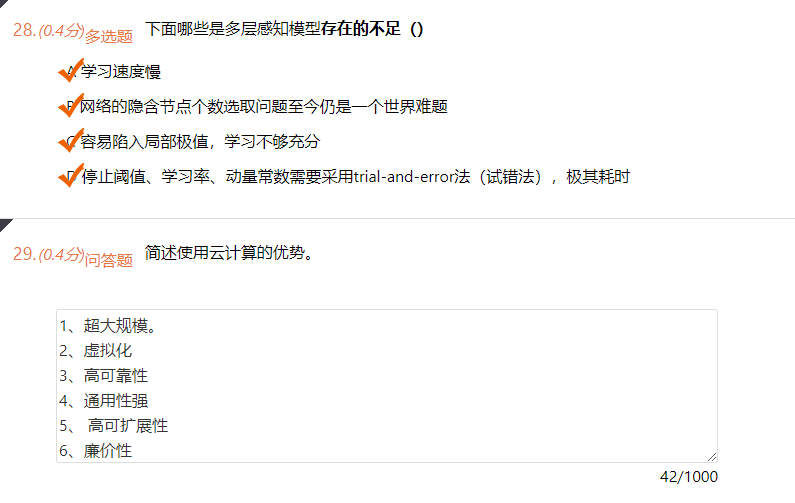 28.(0.4分)多选题 下面哪些是多层感知模型存在的不足（）
A 学习速度慢
B 网络的隐含节点个数选取问题至今仍是一个世界难题
C 容易陷入局部极值，学习不够充分
D 停止阈值、学习率、动量常数需要采用trial-and-error法（试错法），极其耗时
29.(0.4分)问答题 简述使用云计算的优势。
1、超大规模。
2、虚拟化
3、高可靠性
4、通用性强
5、 高可扩展性
6、廉价性
42/1000